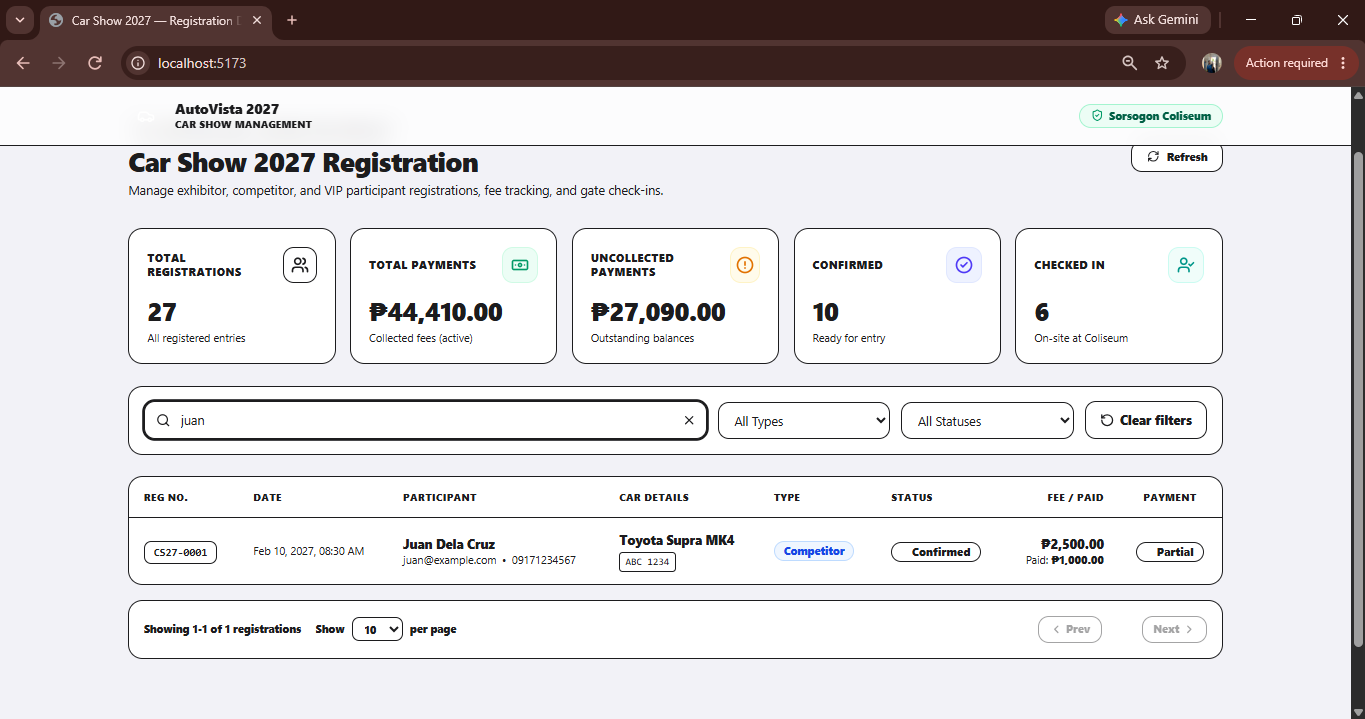 Car Show 2027 — Registration
Ask Gemini
localhost:5173
Action required
AutoVista 2027
CAR SHOW MANAGEMENT
Sorsogon Coliseum
Car Show 2027 Registration
Refresh
Manage exhibitor, competitor, and VIP participant registrations, fee tracking, and gate check-ins.
TOTAL
REGISTRATIONS
27
All registered entries
TOTAL PAYMENTS
₱44,410.00
Collected fees (active)
UNCOLLECTED
PAYMENTS
₱27,090.00
Outstanding balances
CONFIRMED
10
Ready for entry
CHECKED IN
6
On-site at Coliseum
juan
All Types
All Statuses
Clear filters
REG NO. DATE PARTICIPANT CAR DETAILS TYPE STATUS FEE / PAID PAYMENT
CS27-0001
Feb 10, 2027, 08:30 AM
Juan Dela Cruz
juan@example.com • 09171234567
Toyota Supra MK4
ABC 1234
Competitor
Confirmed
₱2,500.00
Paid: ₱1,000.00
Partial
Showing 1-1 of 1 registrations Show 10 per page
Prev
Next